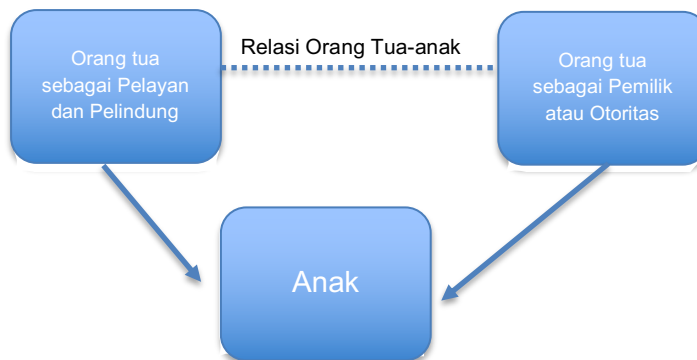 Orang tua
sebagai Pelayan
dan Pelindung
Relasi Orang Tua-anak
Orang tua
sebagai Pemilik
atau Otoritas
Anak